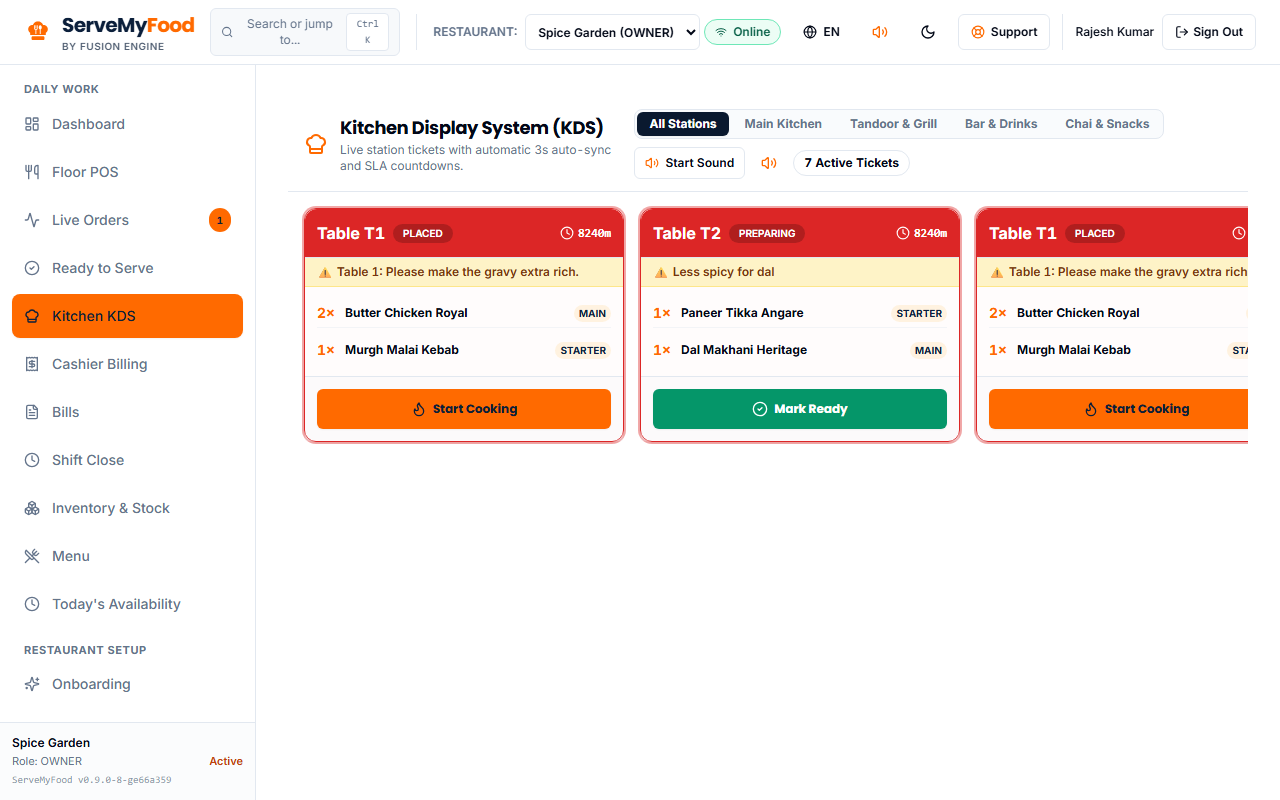 ServeMyFood
BY FUSION ENGINE
Search or jump to...
Ctrl K
RESTAURANT:
Spice Garden (OWNER)
Online
EN
Support
Rajesh Kumar
Sign Out
DAILY WORK
Dashboard
Floor POS
Live Orders
1
Ready to Serve
Kitchen KDS
Cashier Billing
Bills
Shift Close
Inventory & Stock
Menu
Today's Availability
RESTAURANT SETUP
Onboarding
Spice Garden
Role: OWNER
Active
ServeMyFood v0.9.0-8-ge66a359
Kitchen Display System (KDS)
Live station tickets with automatic 3s auto-sync
and SLA countdowns.
All Stations
Main Kitchen
Tandoor & Grill
Bar & Drinks
Chai & Snacks
Start Sound
7 Active Tickets
Table T1
PLACED
8240m
Table 1: Please make the gravy extra rich.
2× Butter Chicken Royal
MAIN
1× Murgh Malai Kebab
STARTER
Start Cooking
Table T2
PREPARING
8240m
Less spicy for dal
1× Paneer Tikka Angare
STARTER
1× Dal Makhani Heritage
MAIN
Mark Ready
Table T1
PLACED
Table 1: Please make the gravy extra rich
2× Butter Chicken Royal
1× Murgh Malai Kebab
STA
Start Cooking